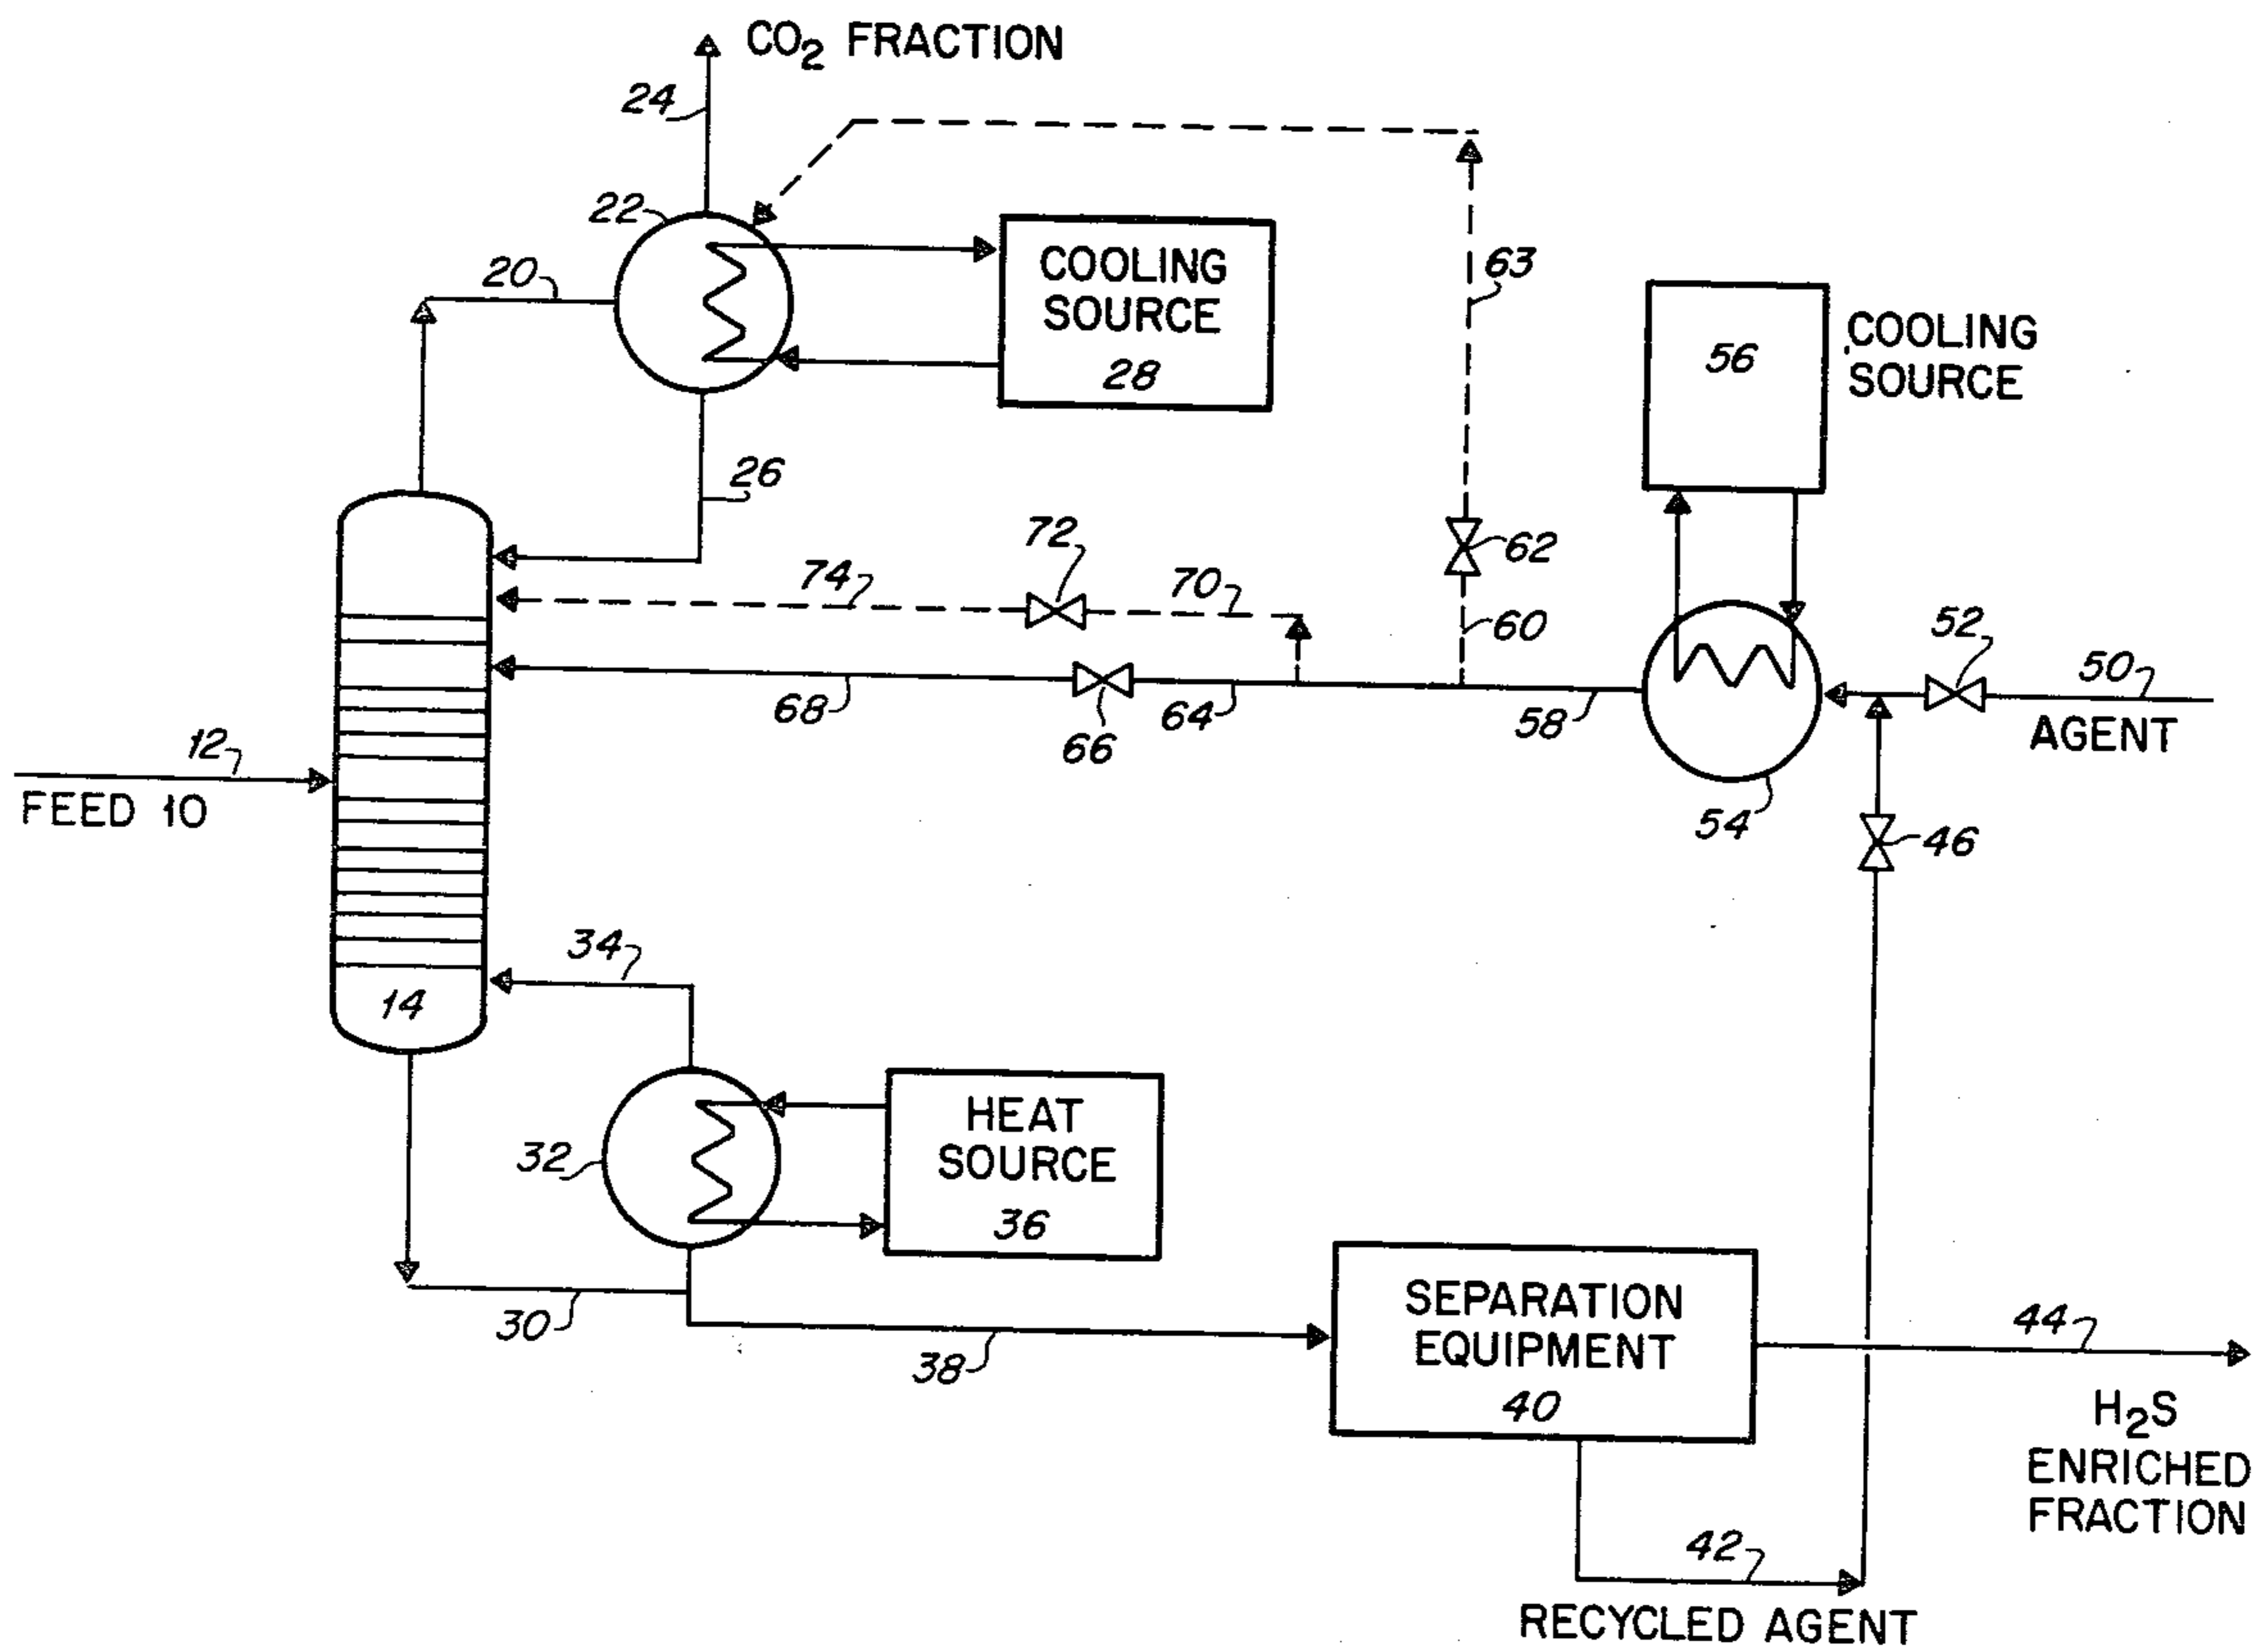 CO₂ FRACTION
24
22
20
COOLING
SOURCE
28
63
56
COOLING
SOURCE
26
72
62
74
70
60
52
50
AGENT
68
66
64
58
12
FEED 10
54
46
34
14
32
HEAT
SOURCE
36
30
38
SEPARATION
EQUIPMENT
40
44
H₂S
ENRICHED
FRACTION
42
RECYCLED AGENT